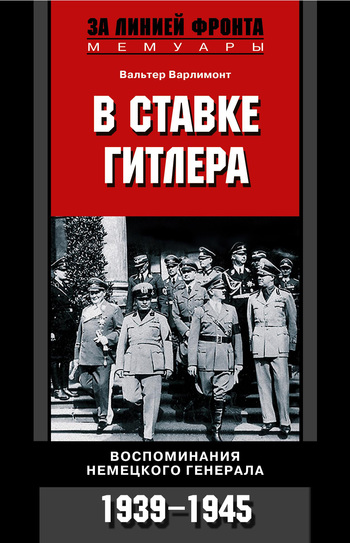 ЗА ЛИНИЕЙ ФРОНТА
МЕМУАРЫ
Вальтер Варлимонт
В СТАВКЕ
ГИТЛЕРА
ВОСПОМИНАНИЯ
НЕМЕЦКОГО ГЕНЕРАЛА
1939–1945